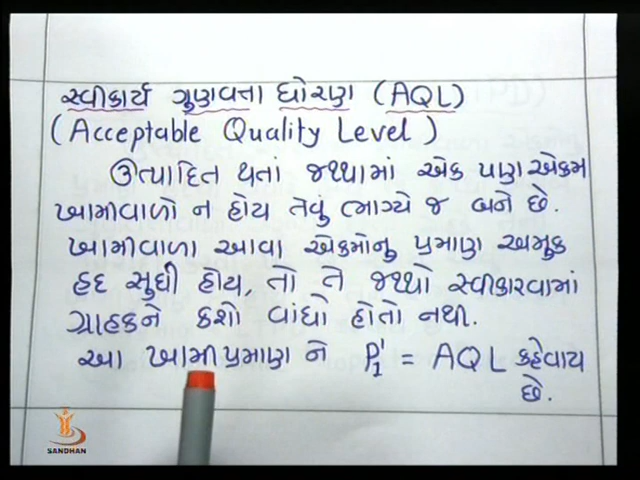 સ્વીકાર્ય ગુણવત્તા ધોરણ (AQL)
(Acceptable Quality Level)
ઉત્પાદિત થતાં જથ્થામાં એક પણ એકમ
ખામીવાળો ન હોય તેવુ ભાગ્યે જ બને છે.
ખામીવાળા આવા એકમોનુ પ્રમાણ અમુક
હદ સુધી હોય, તો તે જથ્થો સ્વીકારવામાં
ગ્રાહકને કશો વાંધો હોતો નથી.
આ ખામીપ્રમાણ ને P₁' = AQL કહેવાય
છે.
SANDHAN